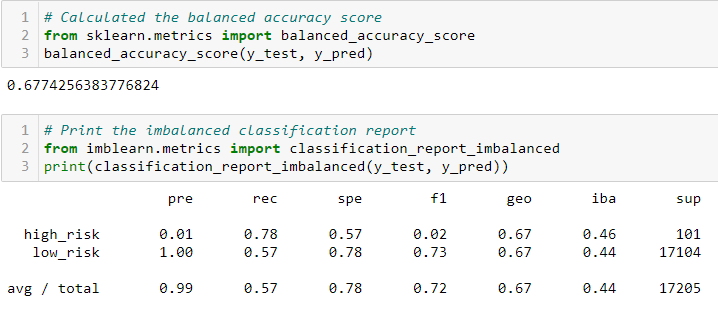 1 # Calculated the balanced accuracy score
2 from sklearn.metrics import balanced_accuracy_score
3 balanced_accuracy_score(y_test, y_pred)
0.6774256383776824
1 # Print the imbalanced classification report
2 from imblearn.metrics import classification_report_imbalanced
3 print(classification_report_imbalanced(y_test, y_pred))
pre rec spe f1 geo iba sup
high_risk 0.01 0.78 0.57 0.02 0.67 0.46 101
low_risk 1.00 0.57 0.78 0.73 0.67 0.44 17104
avg / total 0.99 0.57 0.78 0.72 0.67 0.44 17205